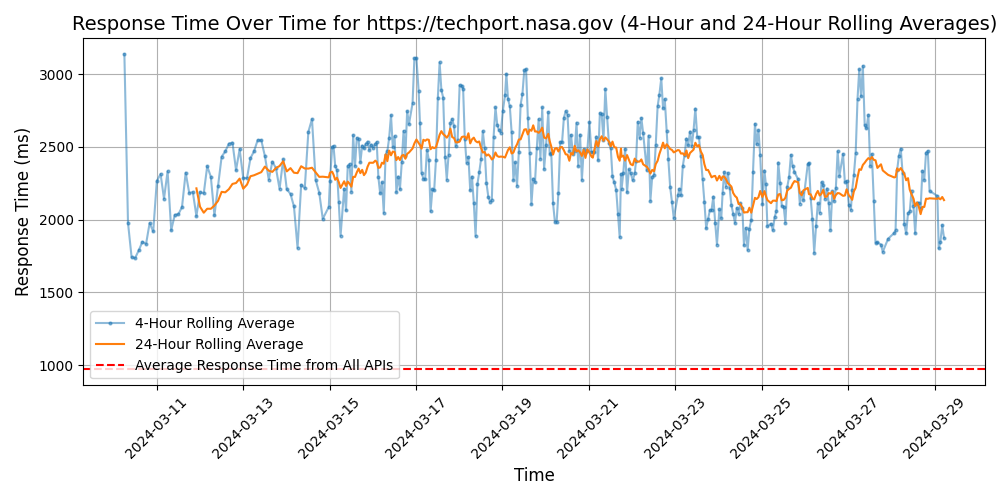 Response Time Over Time for https://techport.nasa.gov (4-Hour and 24-Hour Rolling Averages)
Response Time (ms)
3000
2500
2000
1500
1000
4-Hour Rolling Average
24-Hour Rolling Average
Average Response Time from All APIs
2024-03-11
2024-03-13
2024-03-15
2024-03-17
2024-03-19
2024-03-21
2024-03-23
2024-03-25
2024-03-27
2024-03-29
Time